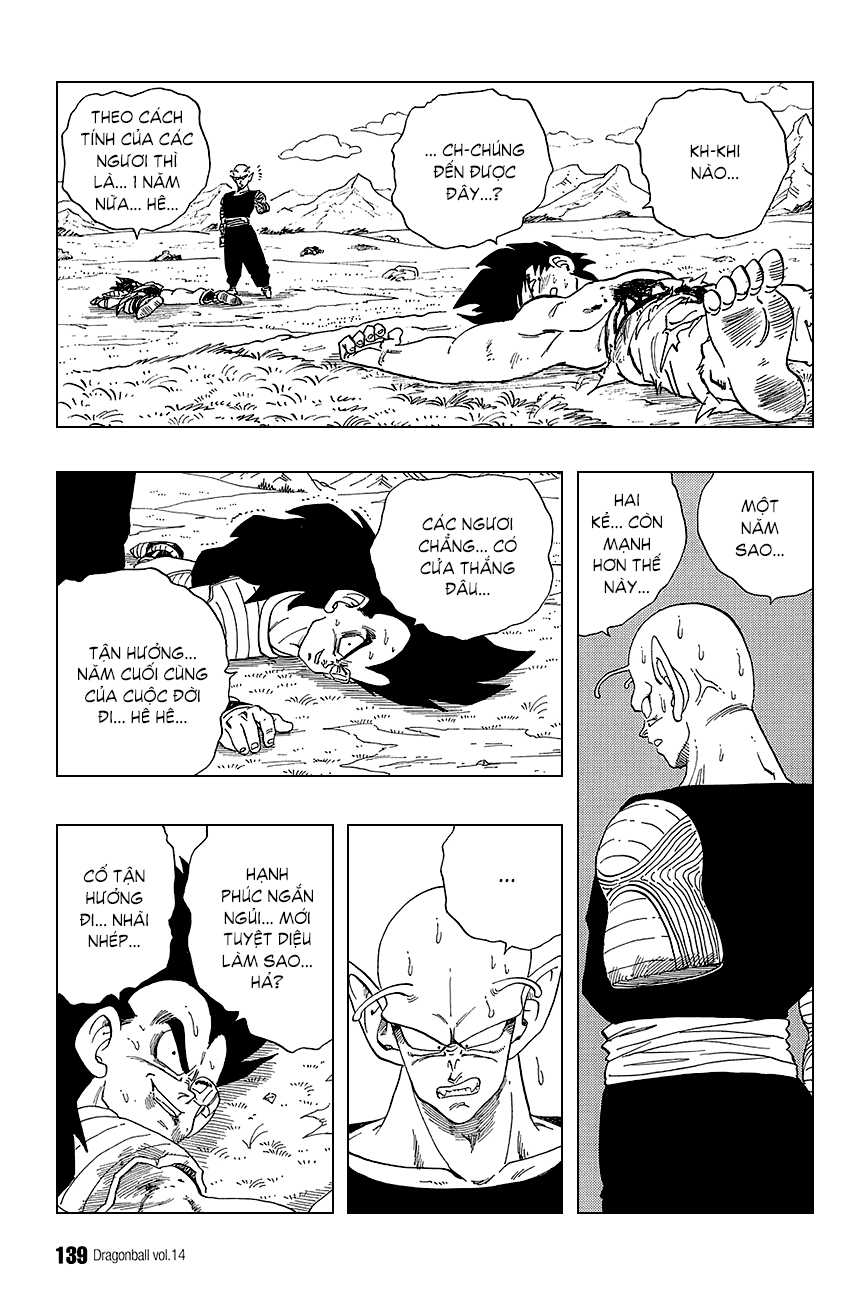 KH-KHI
NÀO...
... CH-CHÚNG
ĐẾN ĐƯỢC
ĐÂY...?
THEO CÁCH
TÍNH CỦA CÁC
NGƯƠI THÌ
LÀ... 1 NĂM
NỮA... HÊ...
MỘT
NĂM
SAO...
HAI
KẺ... CÒN
MẠNH
HƠN THẾ
NÀY...
CÁC NGƯƠI
CHẲNG... CÓ
CỬA THẮNG
ĐÂU...
TẬN HƯỞNG...
NĂM CUỐI CÙNG
CỦA CUỘC ĐỜI
ĐI... HÊ HÊ...
...
HẠNH
PHÚC NGẮN
NGỦI... MỚI
TUYỆT DIỆU
LÀM SAO...
HẢ?
CỐ TẬN
HƯỞNG
ĐI... NHÃI
NHÉP...
139 Dragonball vol.14